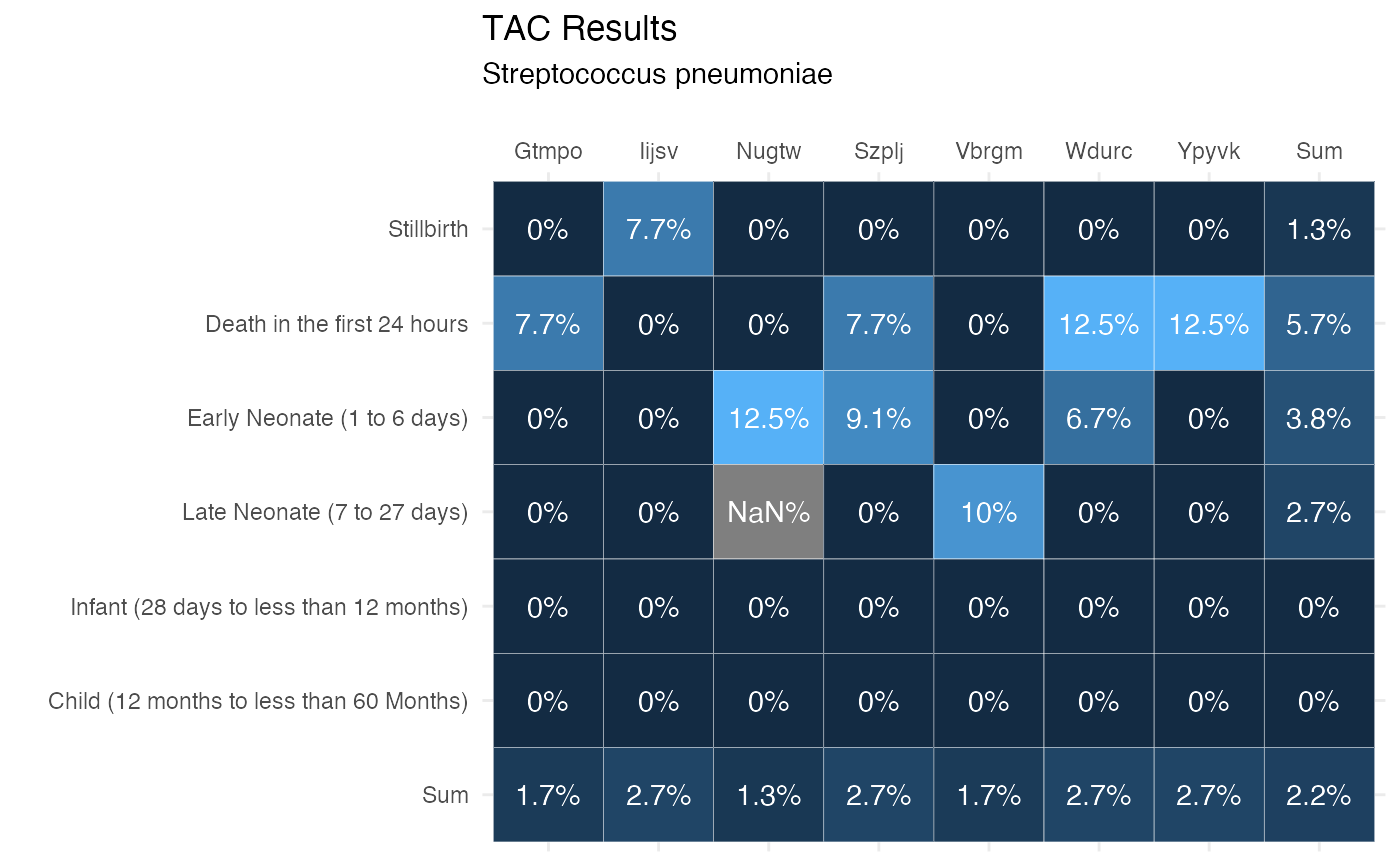 TAC Results
Streptococcus pneumoniae
Gtmpo Iijsv Nugtw Szplj Vbrgm Wdurc Ypyvk Sum
Stillbirth 0% 7.7% 0% 0% 0% 0% 0% 1.3%
Death in the first 24 hours 7.7% 0% 0% 7.7% 0% 12.5% 12.5% 5.7%
Early Neonate (1 to 6 days) 0% 0% 12.5% 9.1% 0% 6.7% 0% 3.8%
Late Neonate (7 to 27 days) 0% 0% NaN% 0% 10% 0% 0% 2.7%
Infant (28 days to less than 12 months) 0% 0% 0% 0% 0% 0% 0% 0%
Child (12 months to less than 60 Months) 0% 0% 0% 0% 0% 0% 0% 0%
Sum 1.7% 2.7% 1.3% 2.7% 1.7% 2.7% 2.7% 2.2%